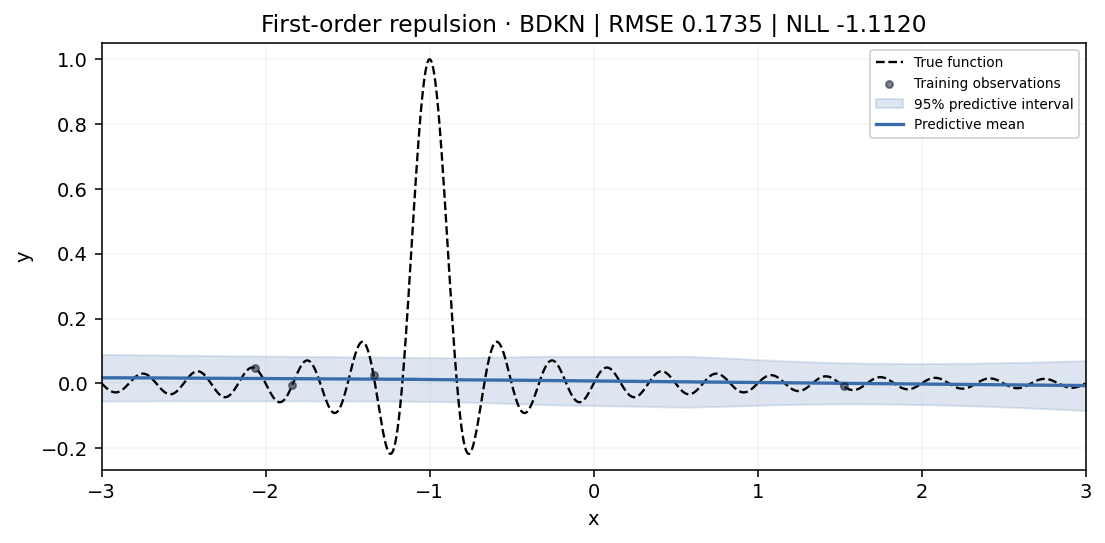 First-order repulsion · BDKN | RMSE 0.1735 | NLL -1.1120
True function
Training observations
95% predictive interval
Predictive mean
y
1.0
0.8
0.6
0.4
0.2
0.0
−0.2
−3
−2
−1
0
1
2
3
x